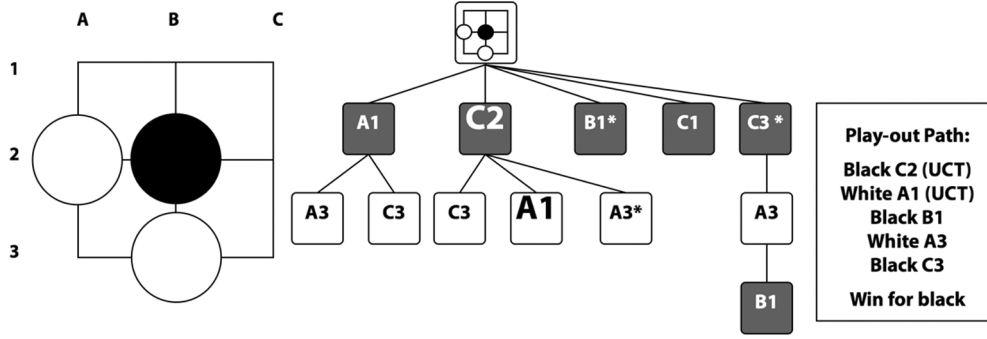 A B C
1
2
3
A1 C2 B1* C1 C3 *
A3 C3 C3 A1 A3* A3
B1
Play-out Path:
Black C2 (UCT)
White A1 (UCT)
Black B1
White A3
Black C3
Win for black